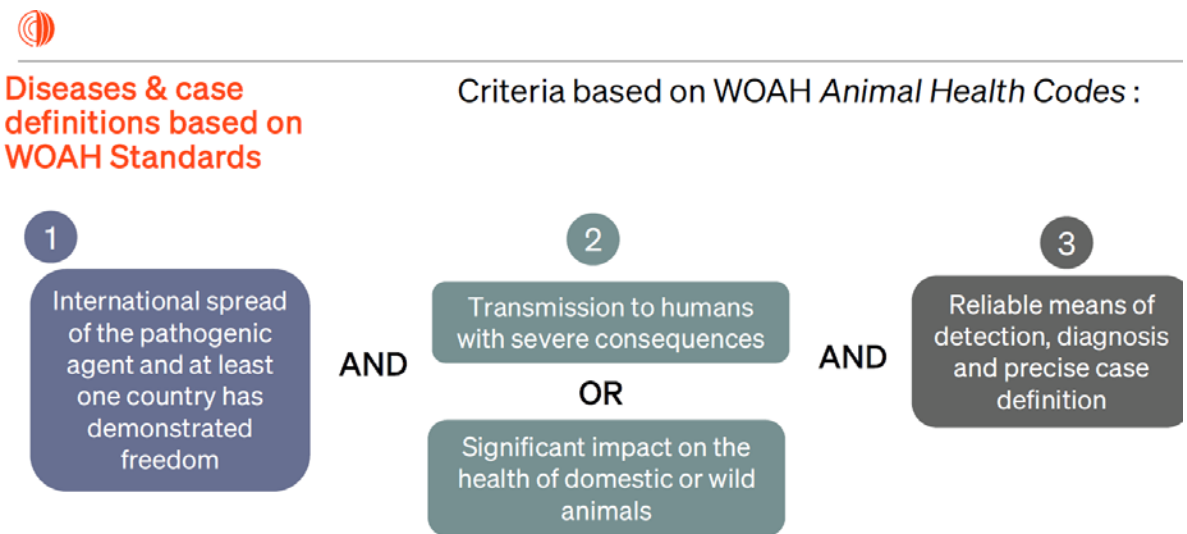 Diseases & case
definitions based on
WOAH Standards
Criteria based on WOAH Animal Health Codes :
1
International spread
of the pathogenic
agent and at least
one country has
demonstrated
freedom
AND
2
Transmission to humans
with severe consequences
OR
Significant impact on the
health of domestic or wild
animals
AND
3
Reliable means of
detection, diagnosis
and precise case
definition